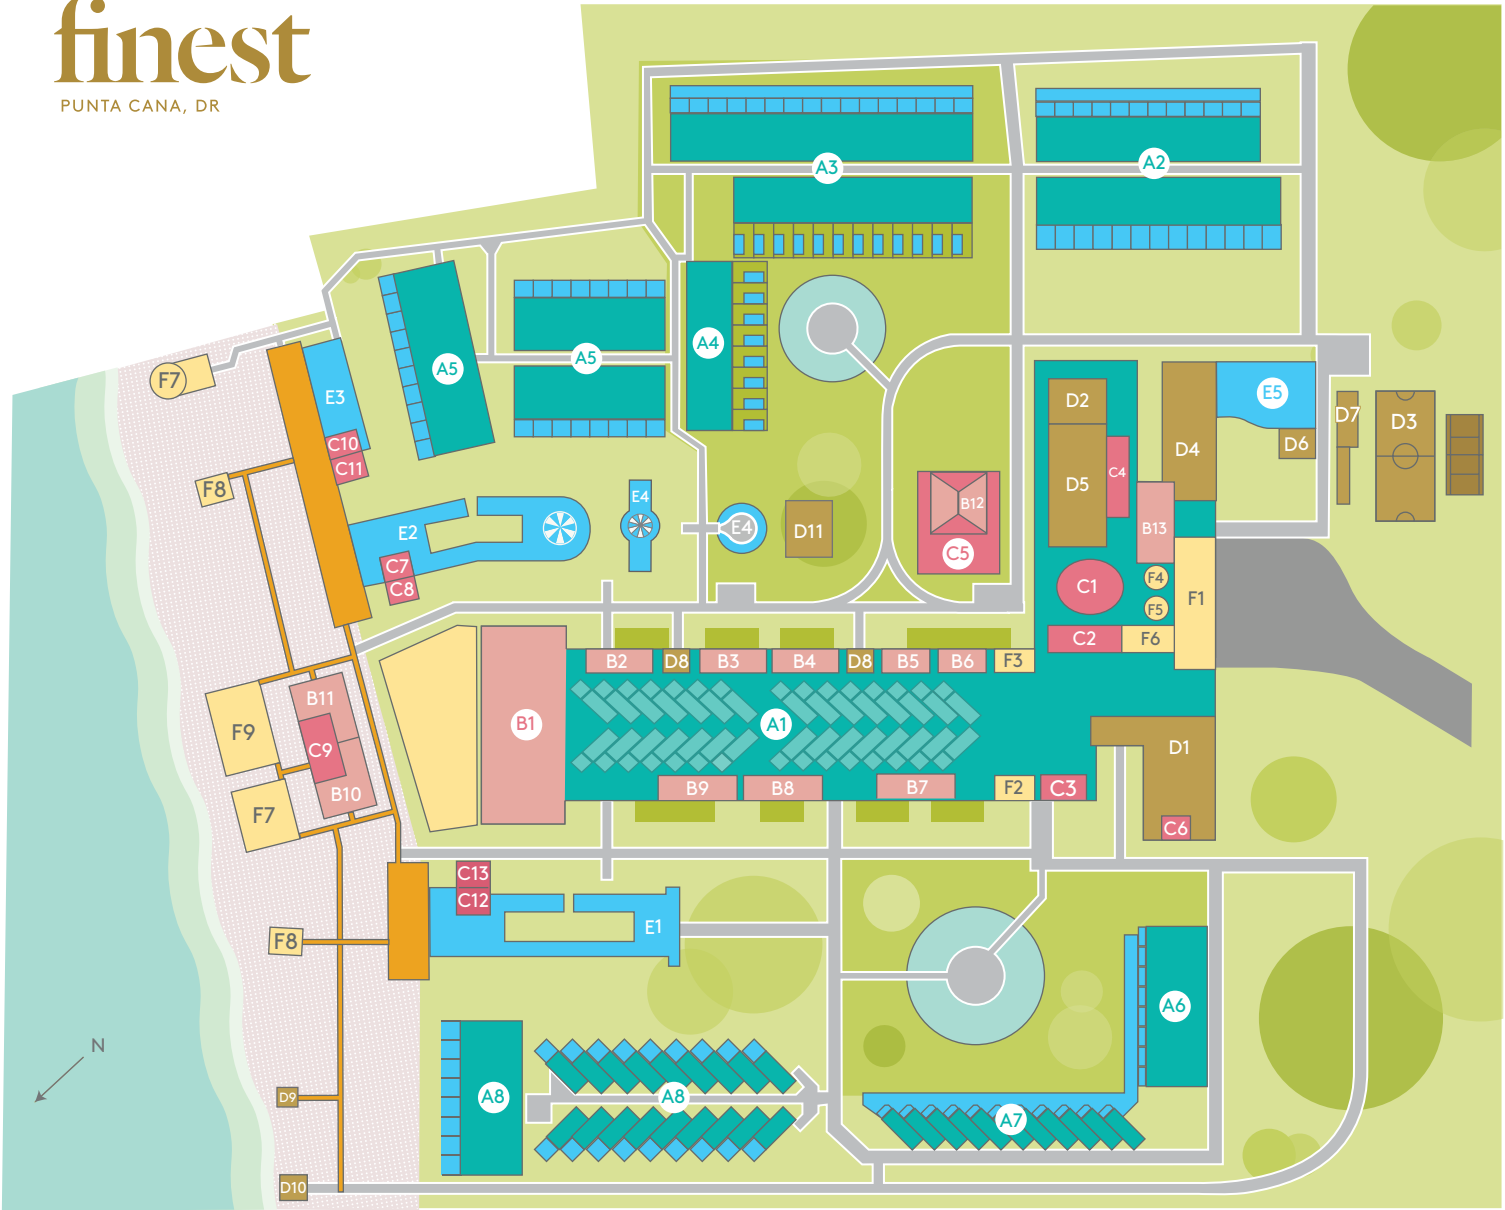 finest
PUNTA CANA, DR
A3
A2
A5
A5
A4
F7
E3
C10
C11
F8
E2
C7
C8
E4
E4
D11
B12
C5
D2
D5
C4
D4
E5
D6
D7
D3
B13
C1
F4
F5
F1
C2
F6
B2
D8
B3
B4
D8
B5
B6
F3
B1
A1
B9
B8
B7
F2
C3
D1
C6
F9
B11
C9
B10
F7
C13
C12
E1
F8
N
D9
D10
A8
A8
A7
A6